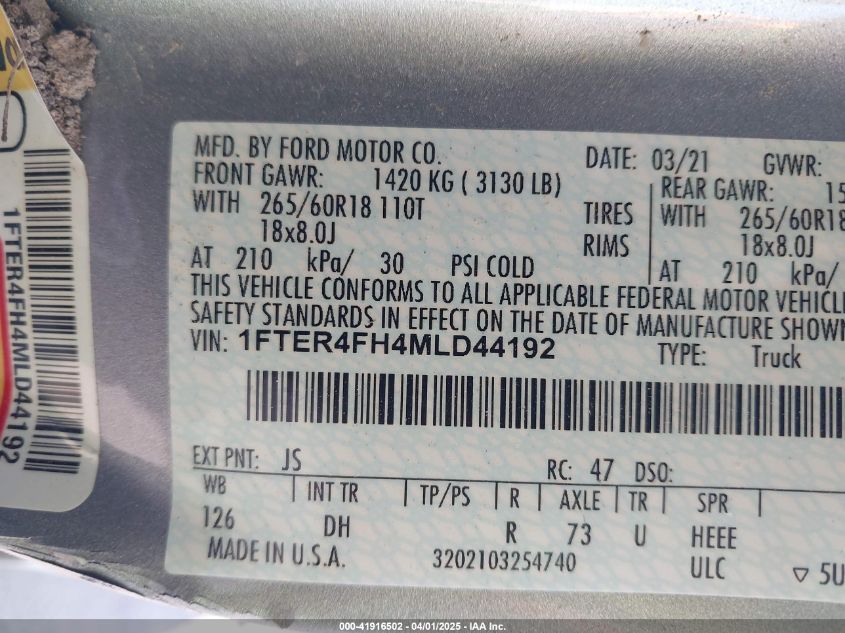 MFD. BY FORD MOTOR CO.
DATE: 03/21
GVWR:
FRONT GAWR: 1420 KG ( 3130 LB)
REAR GAWR: 15
WITH 265/60R18 110T TIRES
WITH 265/60R18
18x8.0J RIMS
18x8.0J
AT 210 kPa/ 30 PSI COLD
AT 210 kPa/
THIS VEHICLE CONFORMS TO ALL APPLICABLE FEDERAL MOTOR VEHICLE
SAFETY STANDARDS IN EFFECT ON THE DATE OF MANUFACTURE SHOWN
VIN: 1FTER4FH4MLD44192
TYPE: Truck
EXT PNT: JS RC: 47 DSO:
WB INT TR TP/PS R AXLE TR SPR
126 DH R 73 U HEEE
MADE IN U.S.A. 3202103254740 ULC ▽ 5U
1FTER4FH4MLD44192
000-41916502 04/01/2025 IAA Inc.